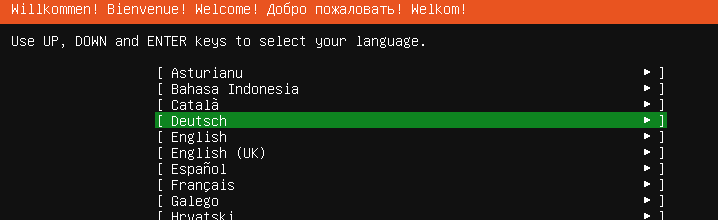 Willkommen! Bienvenue! Welcome! Добро пожаловать! Welkom!
Use UP, DOWN and ENTER keys to select your language.
[ Asturianu ▸ ]
[ Bahasa Indonesia ▸ ]
[ Català ▸ ]
[ Deutsch ▸ ]
[ English ▸ ]
[ English (UK) ▸ ]
[ Español ▸ ]
[ Français ▸ ]
[ Galego ▸ ]
[ Hrvatski ▸ ]